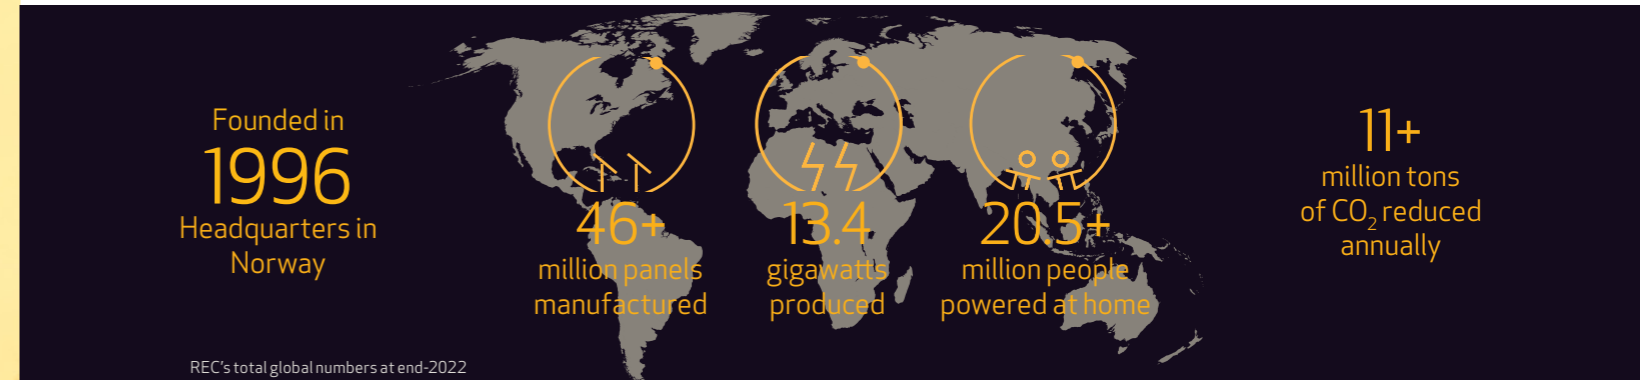 Founded in
1996
Headquarters in
Norway
46+
million panels
manufactured
13.4
gigawatts
produced
20.5+
million people
powered at home
11+
million tons
of CO₂ reduced
annually
REC's total global numbers at end-2022